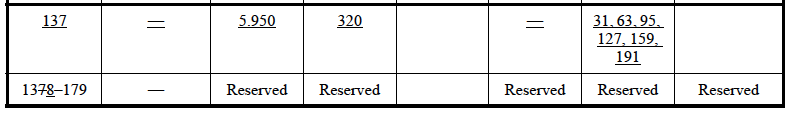 137 — 5.950 320 — 31, 63, 95,
127, 159,
191
1378–179 — Reserved Reserved Reserved Reserved Reserved